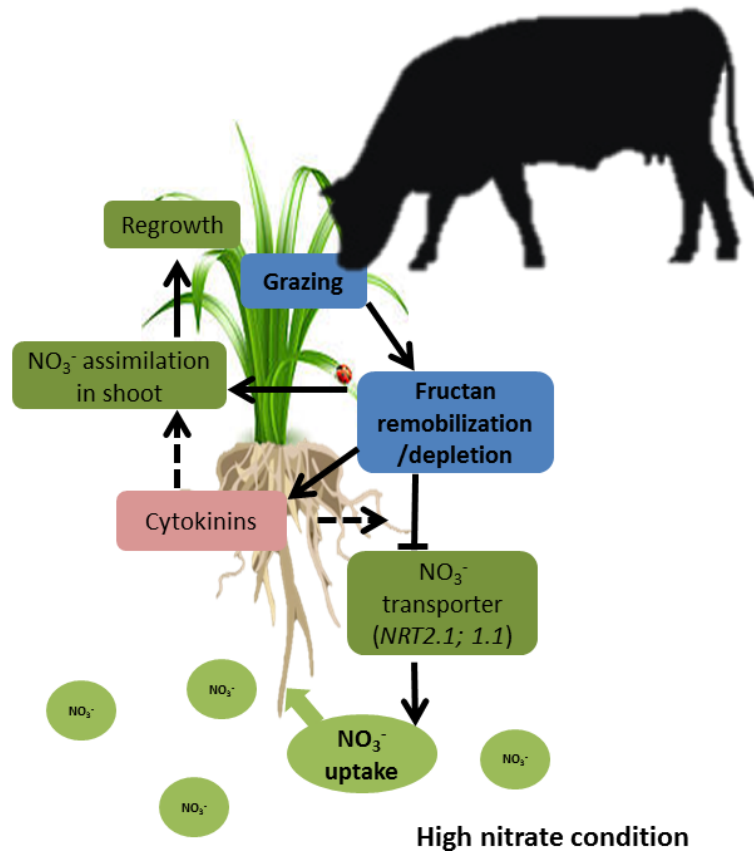 Regrowth
Grazing
NO₃⁻ assimilation
in shoot
Fructan
remobilization
/depletion
Cytokinins
NO₃⁻
transporter
(NRT2.1; 1.1)
NO₃⁻
NO₃⁻
NO₃⁻
uptake
NO₃⁻
NO₃⁻
High nitrate condition